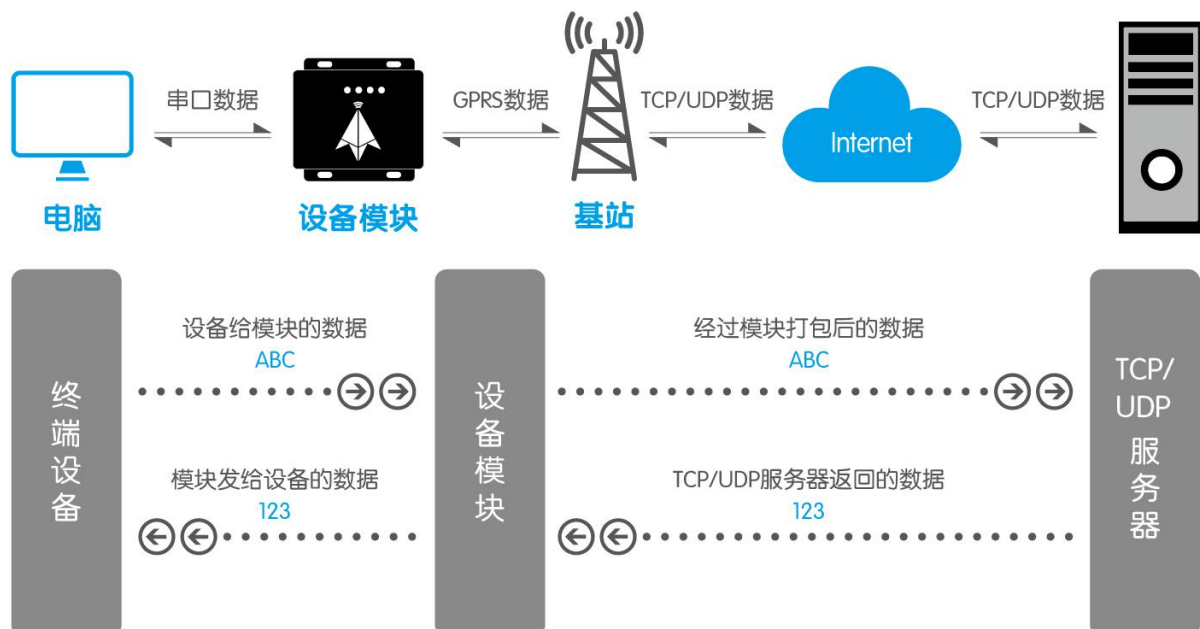 串口数据
GPRS数据
TCP/UDP数据
TCP/UDP数据
Internet
电脑
设备模块
基站
终端设备
设备给模块的数据
ABC
模块发给设备的数据
123
设备模块
经过模块打包后的数据
ABC
TCP/UDP服务器返回的数据
123
TCP/
UDP
服务器